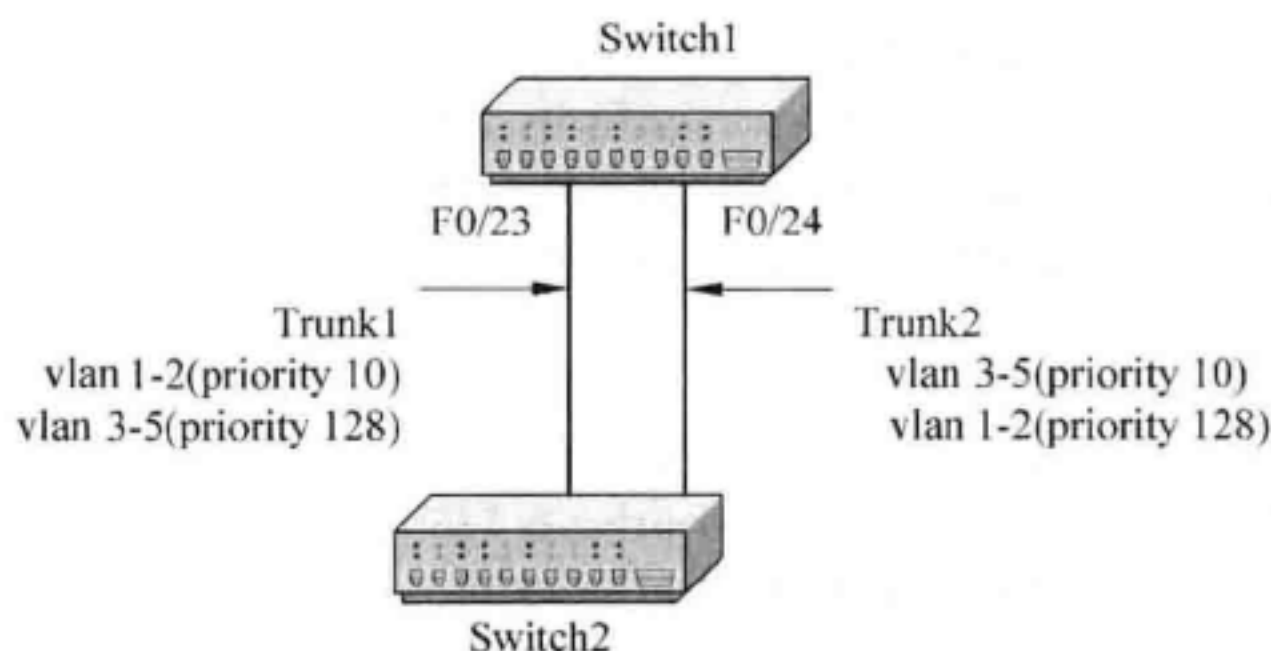 Switch1
F0/23
F0/24
Trunk1
vlan 1-2(priority 10)
vlan 3-5(priority 128)
Trunk2
vlan 3-5(priority 10)
vlan 1-2(priority 128)
Switch2